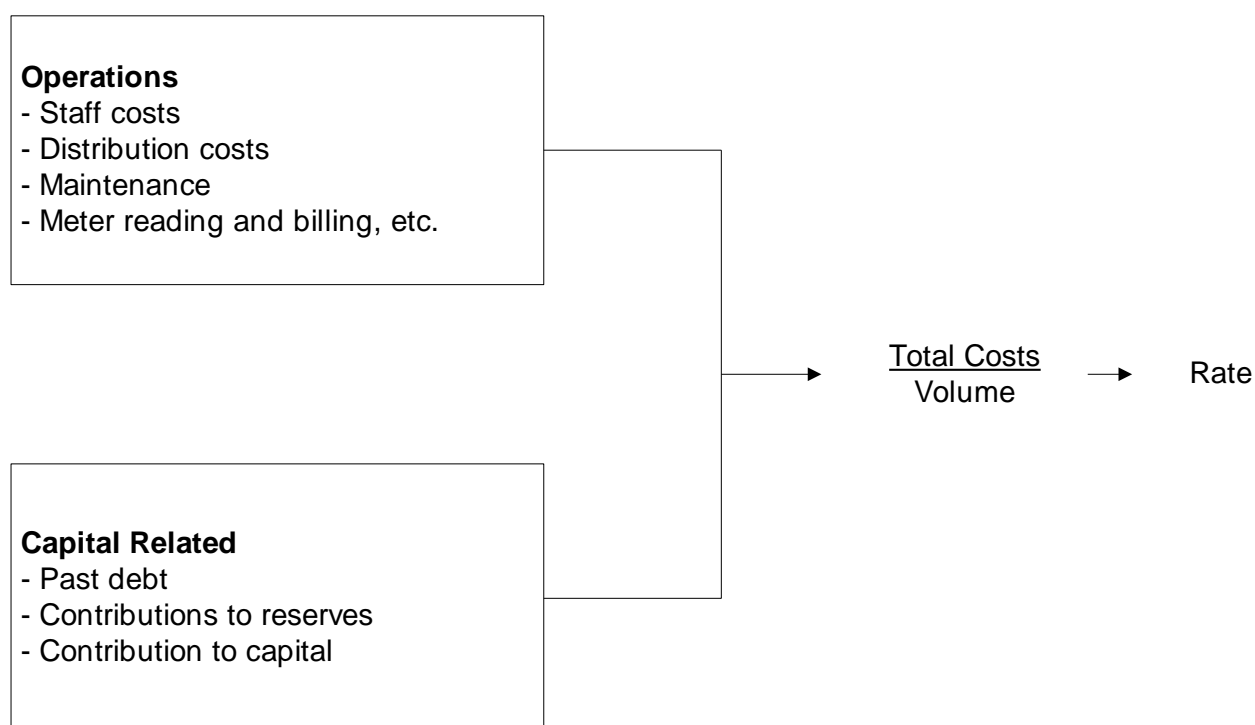 Operations
- Staff costs
- Distribution costs
- Maintenance
- Meter reading and billing, etc.
Total Costs
Volume
Rate
Capital Related
- Past debt
- Contributions to reserves
- Contribution to capital